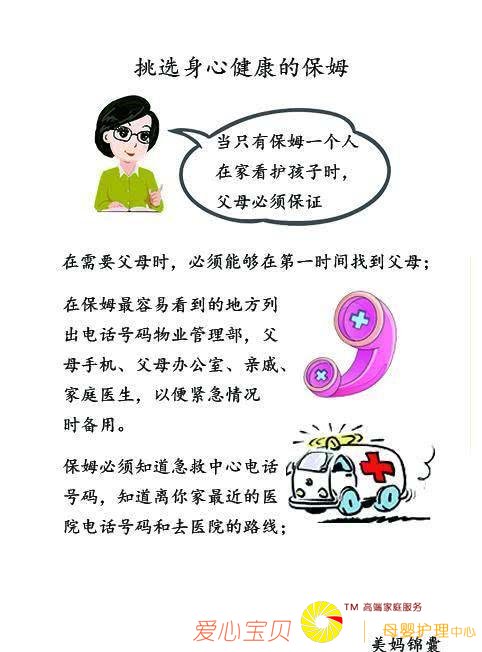 挑选身心健康的保姆
当只有保姆一个人
在家看护孩子时，
父母必须保证
在需要父母时，必须能够在第一时间找到父母；
在保姆最容易看到的地方列
出电话号码物业管理部，父
母手机、父母办公室、亲戚、
家庭医生，以便紧急情况
时备用。
保姆必须知道急救中心电话
号码，知道离你家最近的医
院电话号码和去医院的路线；
TM 高端家庭服务
爱心宝贝 | 母婴护理中心
美妈锦囊